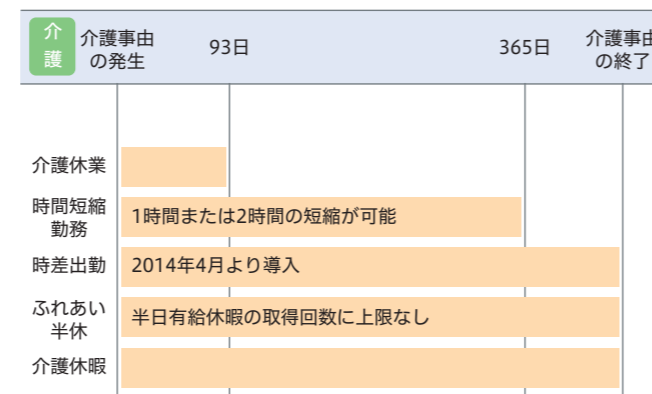 介護
介護事由の発生
93日
365日
介護事由の終了
介護休業
時間短縮勤務
1時間または2時間の短縮が可能
時差出勤
2014年4月より導入
ふれあい半休
半日有給休暇の取得回数に上限なし
介護休暇